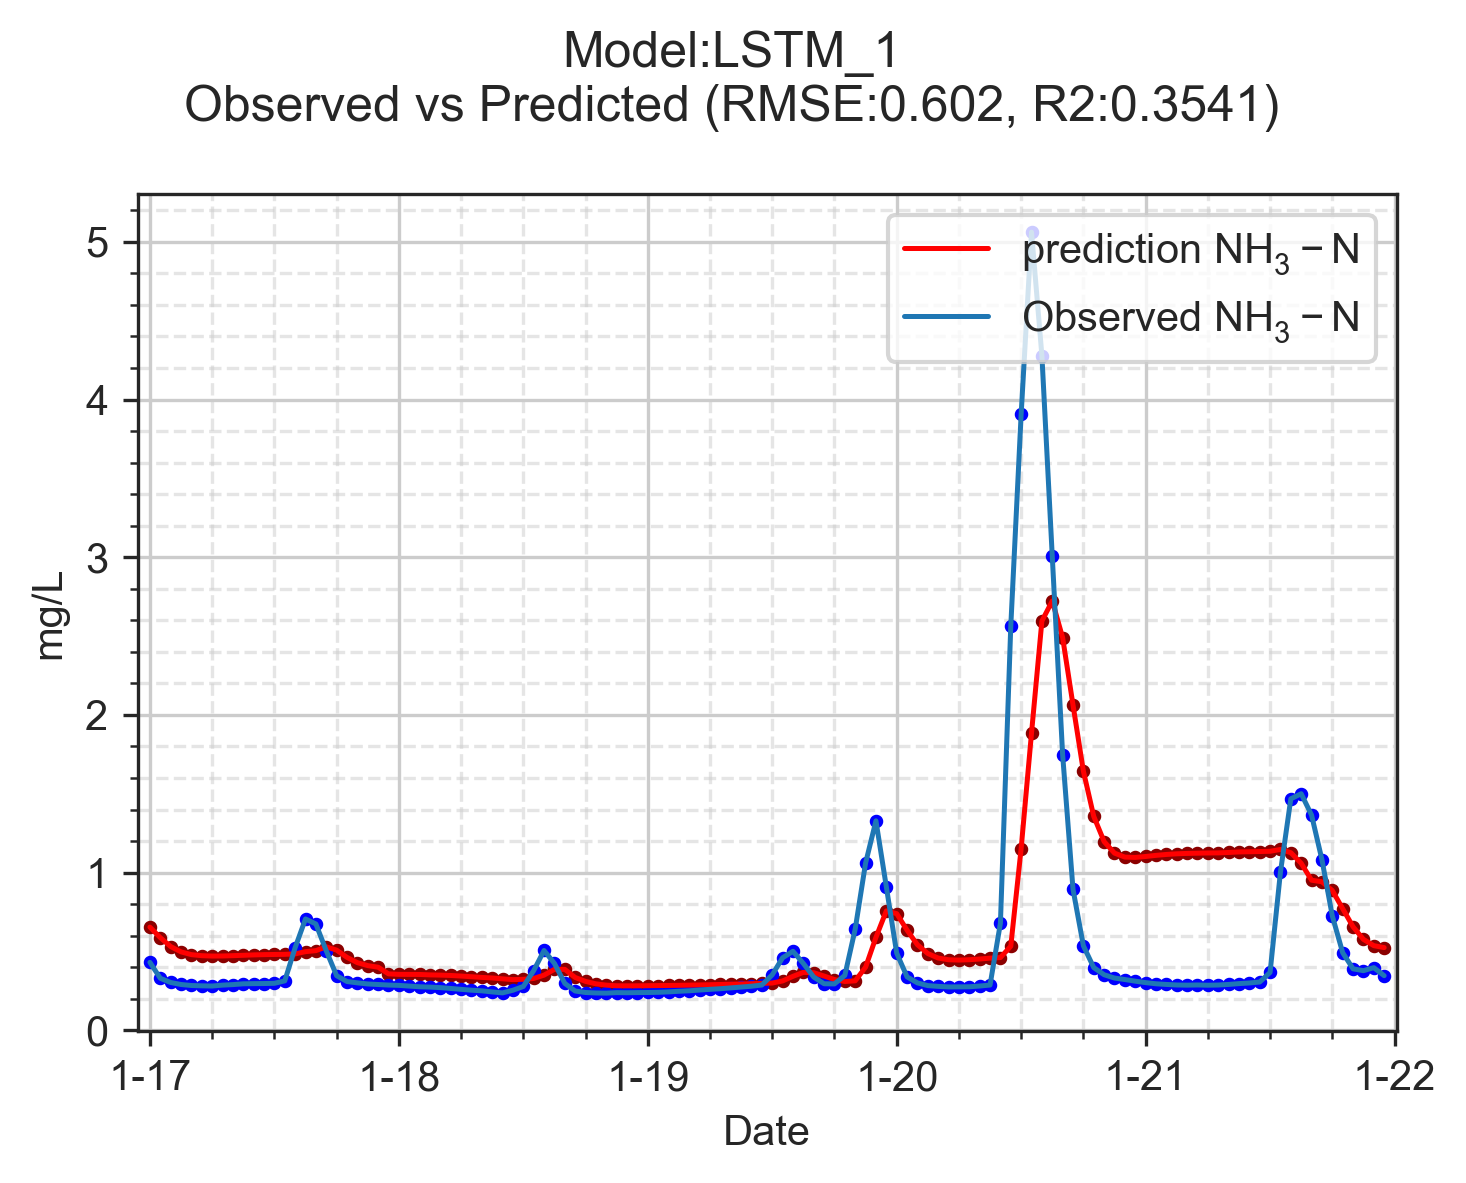 Model:LSTM_1
Observed vs Predicted (RMSE:0.602, R2:0.3541)
prediction NH₃ − N
Observed NH₃ − N
5
4
3
2
1
0
mg/L
1-17 1-18 1-19 1-20 1-21 1-22
Date